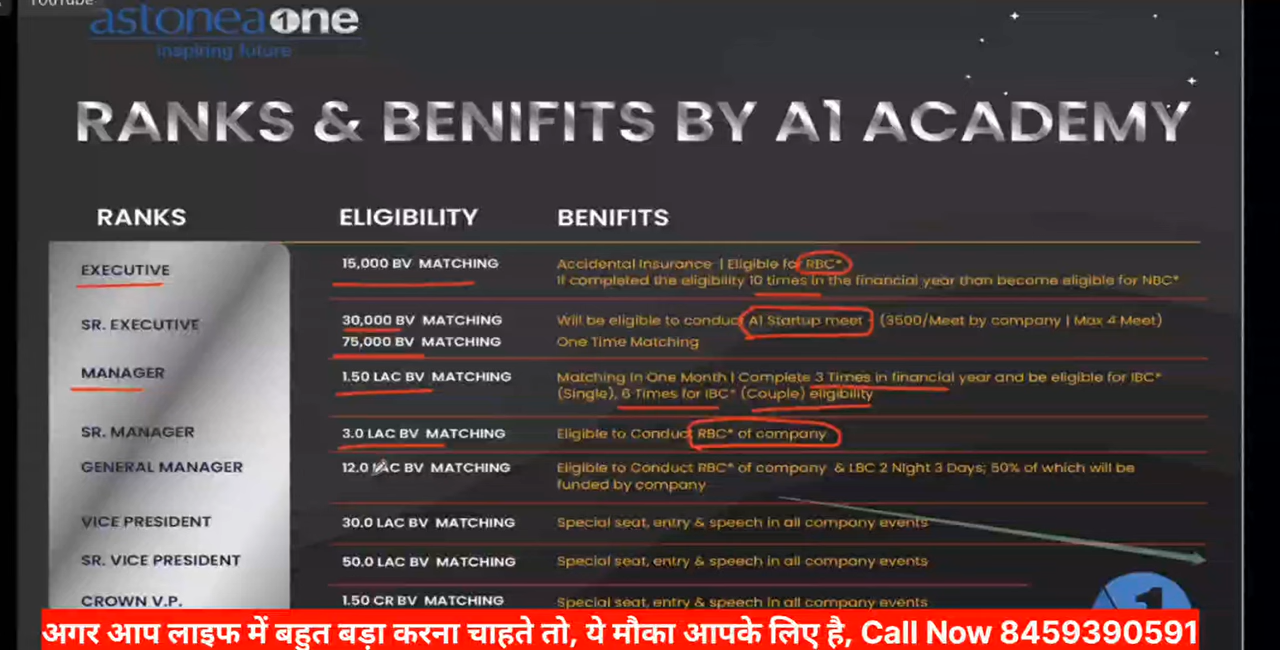 YouTube
astonea one
inspiring future
RANKS & BENIFITS BY A1 ACADEMY
RANKS ELIGIBILITY BENIFITS
EXECUTIVE 15,000 BV MATCHING Accidental Insurance | Eligible for RBC*
If completed the eligibility 10 times in the financial year than become eligible for NBC*
SR. EXECUTIVE 30,000 BV MATCHING Will be eligible to conduct A1 Startup meet - (3500/Meet by company | Max 4 Meet)
75,000 BV MATCHING One Time Matching
MANAGER 1.50 LAC BV MATCHING Matching In One Month | Complete 3 Times in financial year and be eligible for IBC*
(Single), 6 Times for IBC* (Couple) eligibility
SR. MANAGER 3.0 LAC BV MATCHING Eligible to Conduct RBC* of company
GENERAL MANAGER 12.0 LAC BV MATCHING Eligible to Conduct RBC* of company & LBC 2 Night 3 Days; 50% of which will be
funded by company
VICE PRESIDENT 30.0 LAC BV MATCHING Special seat, entry & speech in all company events
SR. VICE PRESIDENT 50.0 LAC BV MATCHING Special seat, entry & speech in all company events
CROWN V.P. 1.50 CR BV MATCHING Special seat, entry & speech in all company events
1
अगर आप लाइफ में बहुत बड़ा करना चाहते तो, ये मौका आपके लिए है, Call Now 8459390591